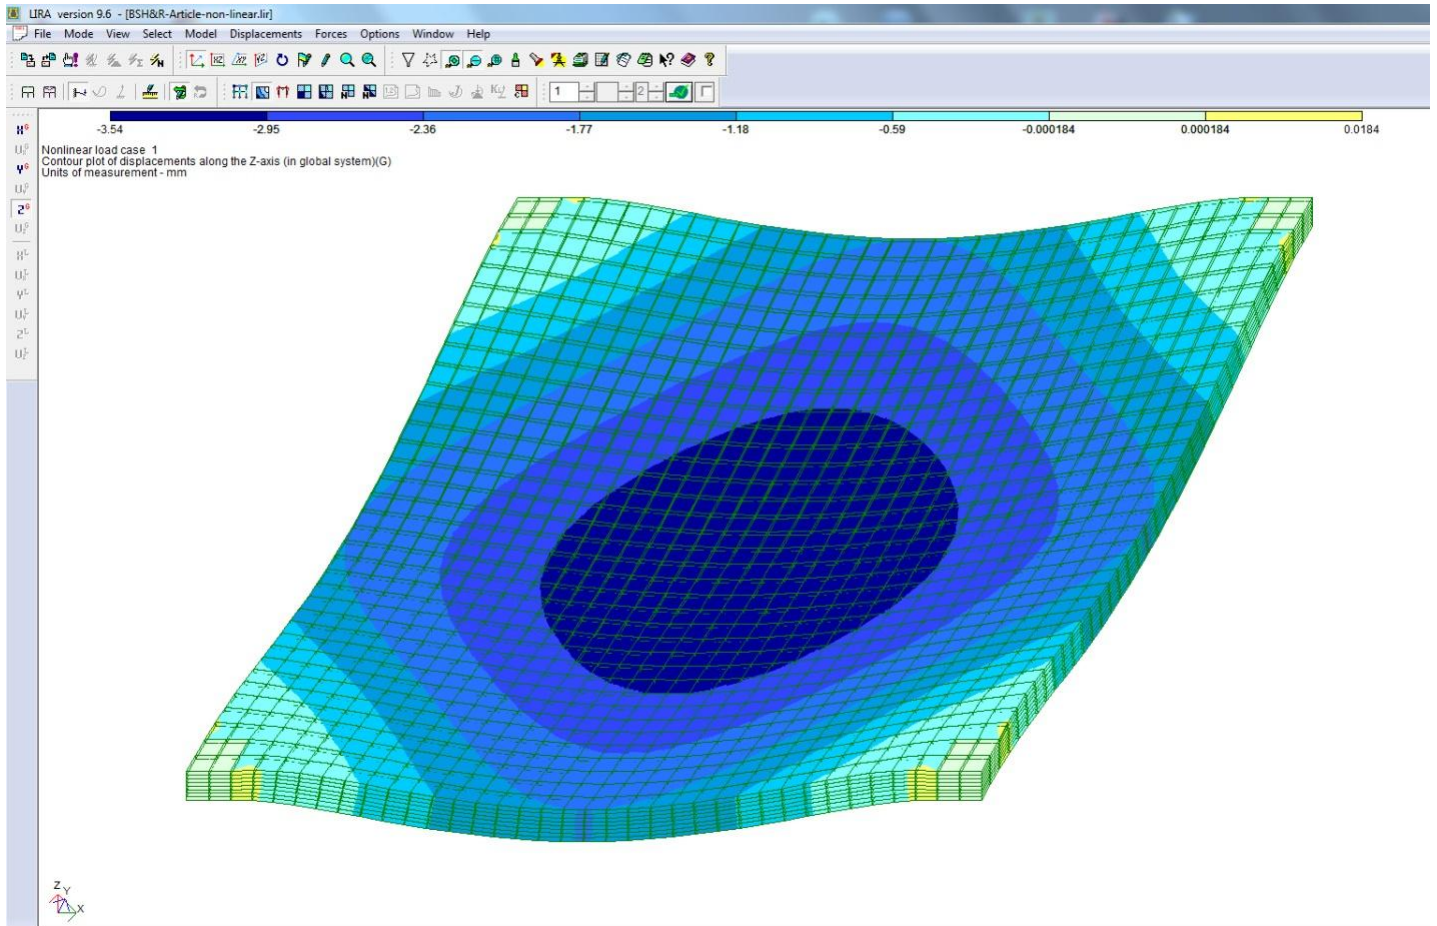 LIRA version 9.6 - [BSH&R-Article-non-linear.lir]
File Mode View Select Model Displacements Forces Options Window Help
1 2
-3.54 -2.95 -2.36 -1.77 -1.18 -0.59 -0.000184 0.000184 0.0184
Nonlinear load case 1
Contour plot of displacements along the Z-axis (in global system)(G)
Units of measurement - mm
Z
Y
X